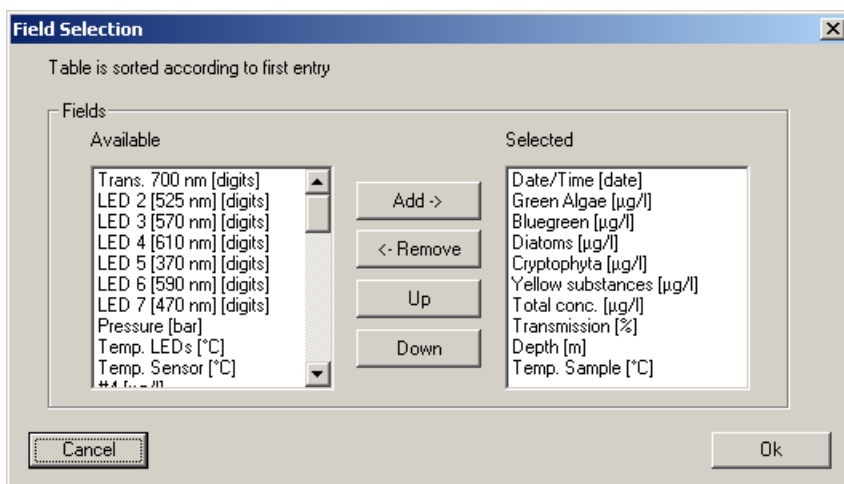 Field Selection
Table is sorted according to first entry
Fields
Available
Trans. 700 nm [digits]
LED 2 [525 nm] [digits]
LED 3 [570 nm] [digits]
LED 4 [610 nm] [digits]
LED 5 [370 nm] [digits]
LED 6 [590 nm] [digits]
LED 7 [470 nm] [digits]
Pressure [bar]
Temp. LEDs [°C]
Temp. Sensor [°C]
#4 [µg/l]
Add ->
<- Remove
Up
Down
Selected
Date/Time [date]
Green Algae [µg/l]
Bluegreen [µg/l]
Diatoms [µg/l]
Cryptophyta [µg/l]
Yellow substances [µg/l]
Total conc. [µg/l]
Transmission [%]
Depth [m]
Temp. Sample [°C]
Cancel
Ok